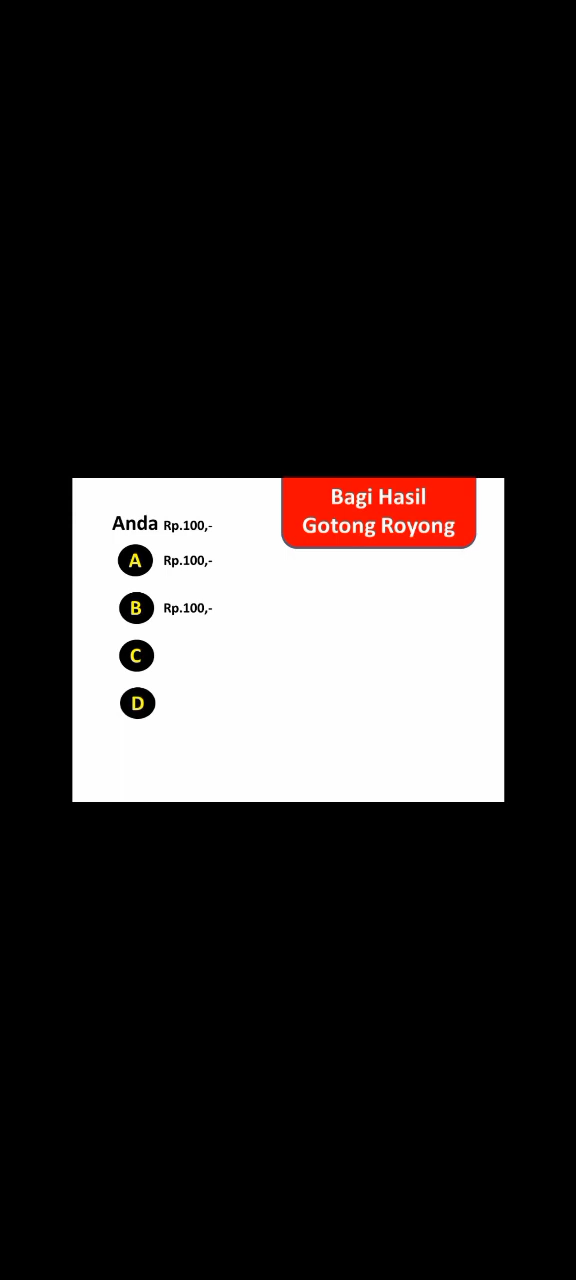 Bagi Hasil
Gotong Royong
Anda Rp.100,-
A Rp.100,-
B Rp.100,-
C
D